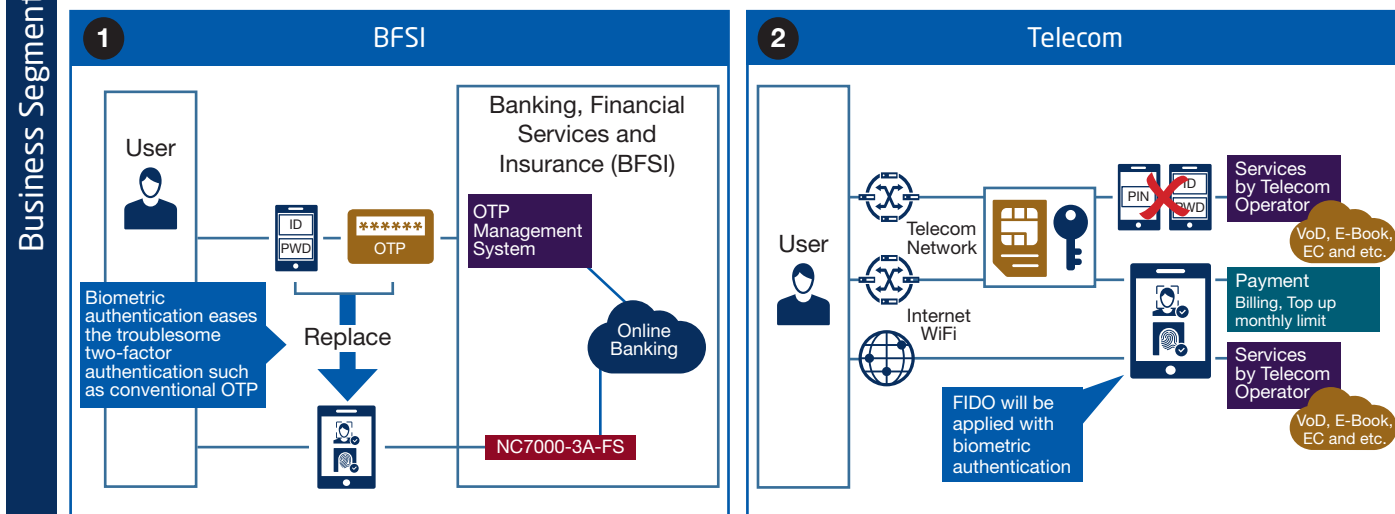 Business Segment
1
BFSI
User
ID
PWD
******
OTP
Biometric
authentication eases
the troublesome
two-factor
authentication such
as conventional OTP
Replace
Banking, Financial
Services and
Insurance (BFSI)
OTP
Management
System
Online
Banking
NC7000-3A-FS
2
Telecom
User
Telecom
Network
Internet
WiFi
PIN
ID
PWD
Services
by Telecom
Operator
VoD, E-Book,
EC and etc.
Payment
Billing, Top up
monthly limit
Services
by Telecom
Operator
VoD, E-Book,
EC and etc.
FIDO will be
applied with
biometric
authentication